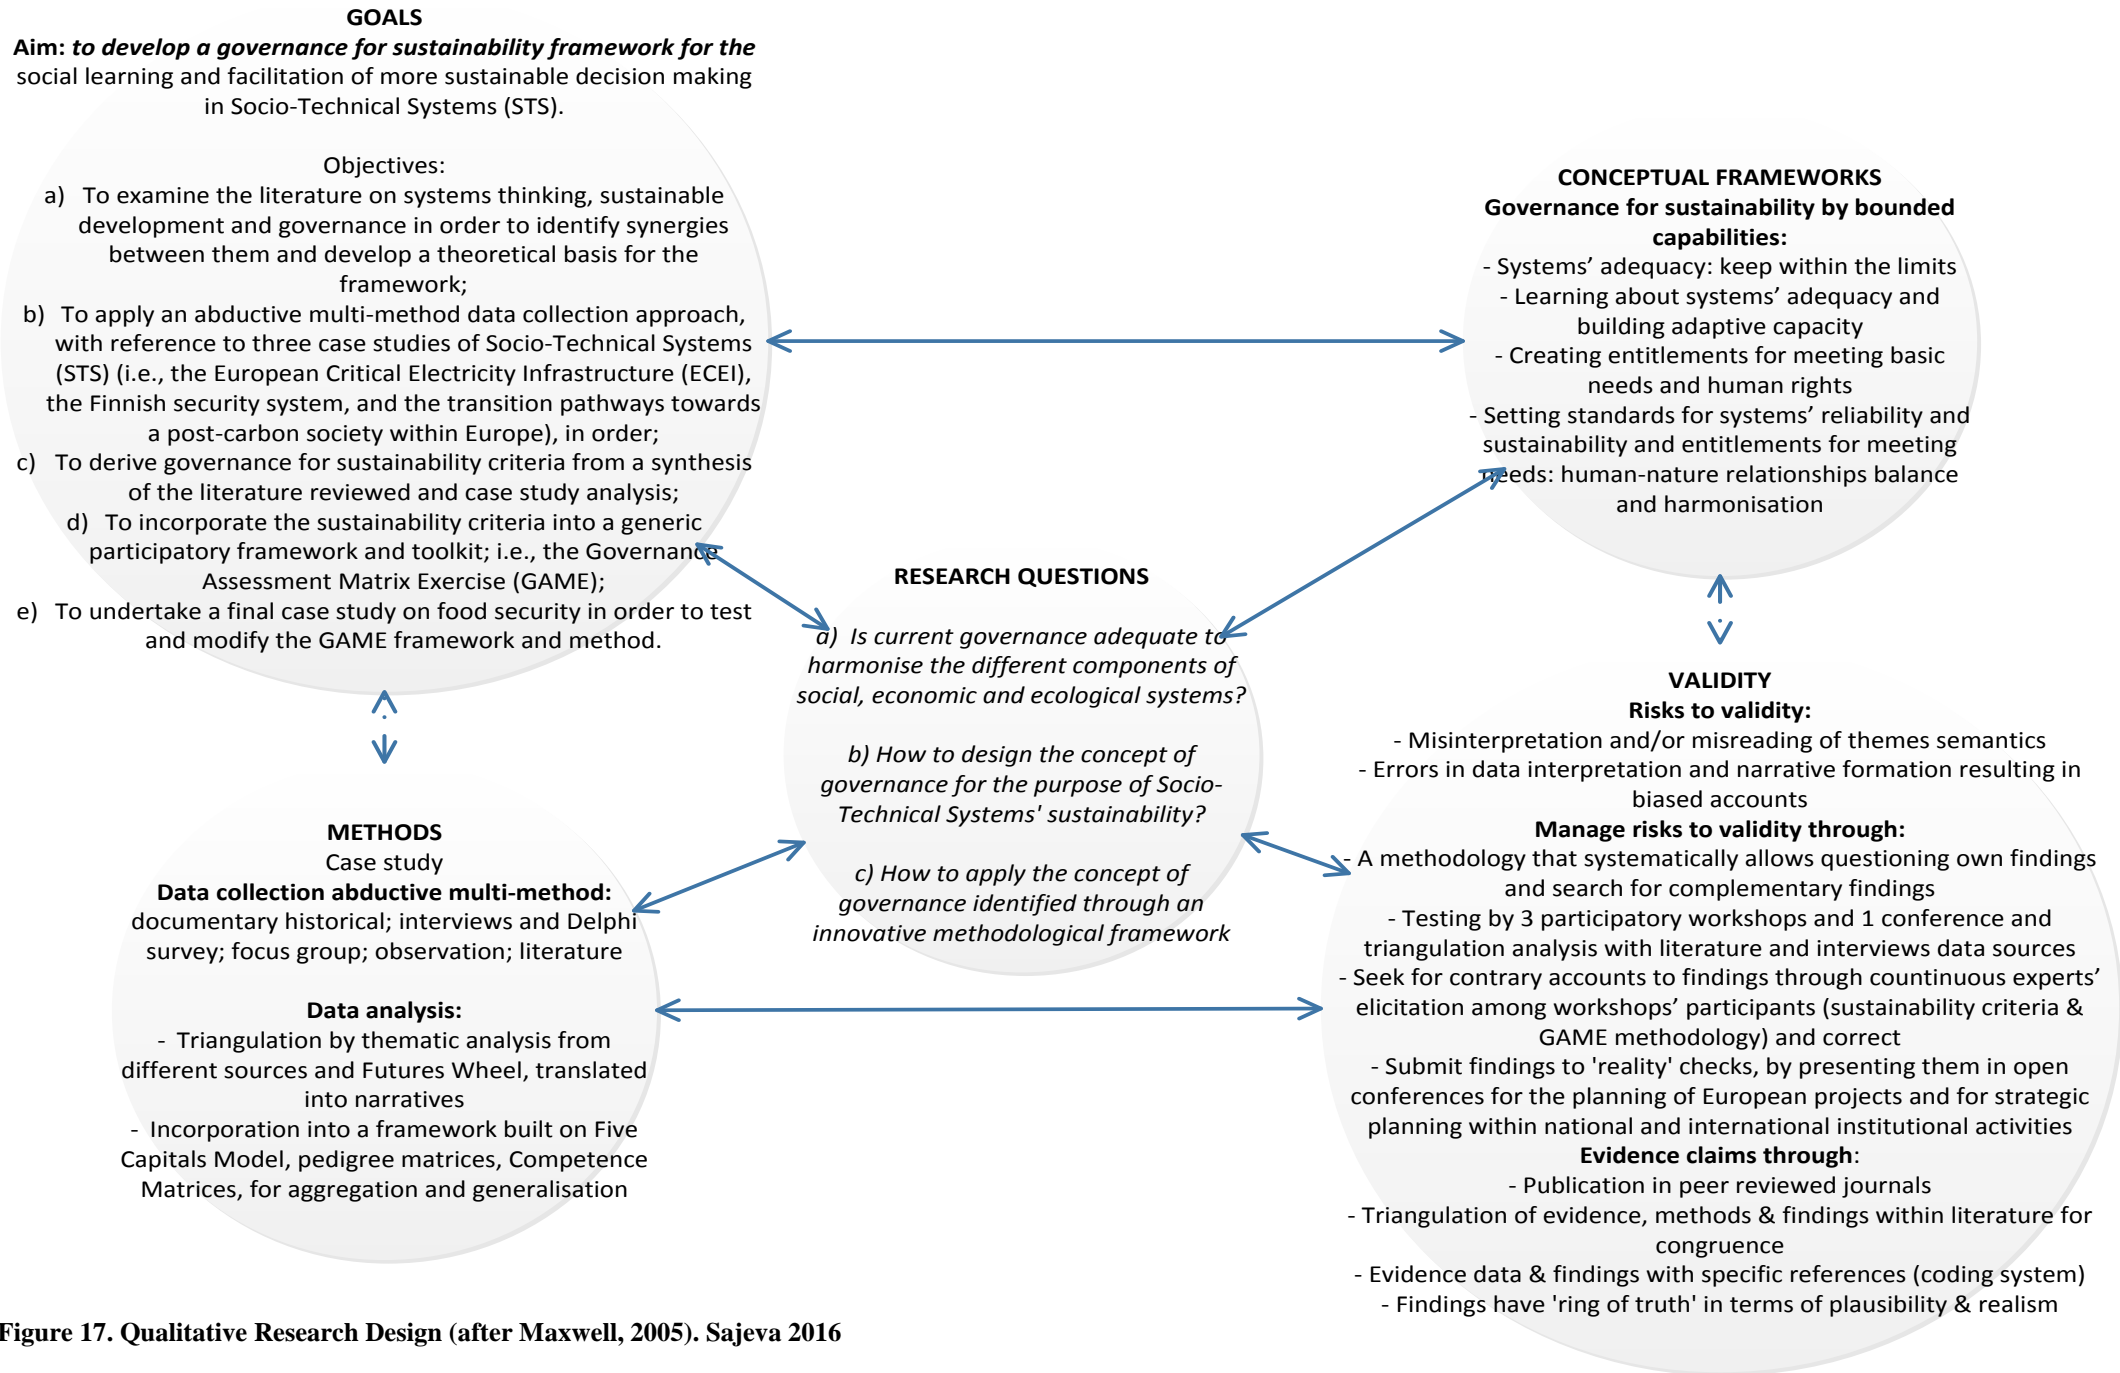 GOALS
Aim: to develop a governance for sustainability framework for the
social learning and facilitation of more sustainable decision making
in Socio-Technical Systems (STS).
Objectives:
a) To examine the literature on systems thinking, sustainable
development and governance in order to identify synergies
between them and develop a theoretical basis for the
framework;
b) To apply an abductive multi-method data collection approach,
with reference to three case studies of Socio-Technical Systems
(STS) (i.e., the European Critical Electricity Infrastructure (ECEI),
the Finnish security system, and the transition pathways towards
a post-carbon society within Europe), in order;
c) To derive governance for sustainability criteria from a synthesis
of the literature reviewed and case study analysis;
d) To incorporate the sustainability criteria into a generic
participatory framework and toolkit; i.e., the Governance
Assessment Matrix Exercise (GAME);
e) To undertake a final case study on food security in order to test
and modify the GAME framework and method.
CONCEPTUAL FRAMEWORKS
Governance for sustainability by bounded
capabilities:
- Systems’ adequacy: keep within the limits
- Learning about systems’ adequacy and
building adaptive capacity
- Creating entitlements for meeting basic
needs and human rights
- Setting standards for systems’ reliability and
sustainability and entitlements for meeting
needs: human-nature relationships balance
and harmonisation
RESEARCH QUESTIONS
a) Is current governance adequate to
harmonise the different components of
social, economic and ecological systems?
b) How to design the concept of
governance for the purpose of Socio-
Technical Systems' sustainability?
c) How to apply the concept of
governance identified through an
innovative methodological framework
METHODS
Case study
Data collection abductive multi-method:
documentary historical; interviews and Delphi
survey; focus group; observation; literature
Data analysis:
- Triangulation by thematic analysis from
different sources and Futures Wheel, translated
into narratives
- Incorporation into a framework built on Five
Capitals Model, pedigree matrices, Competence
Matrices, for aggregation and generalisation
VALIDITY
Risks to validity:
- Misinterpretation and/or misreading of themes semantics
- Errors in data interpretation and narrative formation resulting in
biased accounts
Manage risks to validity through:
- A methodology that systematically allows questioning own findings
and search for complementary findings
- Testing by 3 participatory workshops and 1 conference and
triangulation analysis with literature and interviews data sources
- Seek for contrary accounts to findings through countinuous experts’
elicitation among workshops’ participants (sustainability criteria &
GAME methodology) and correct
- Submit findings to 'reality' checks, by presenting them in open
conferences for the planning of European projects and for strategic
planning within national and international institutional activities
Evidence claims through:
- Publication in peer reviewed journals
- Triangulation of evidence, methods & findings within literature for
congruence
- Evidence data & findings with specific references (coding system)
- Findings have 'ring of truth' in terms of plausibility & realism
Figure 17. Qualitative Research Design (after Maxwell, 2005). Sajeva 2016